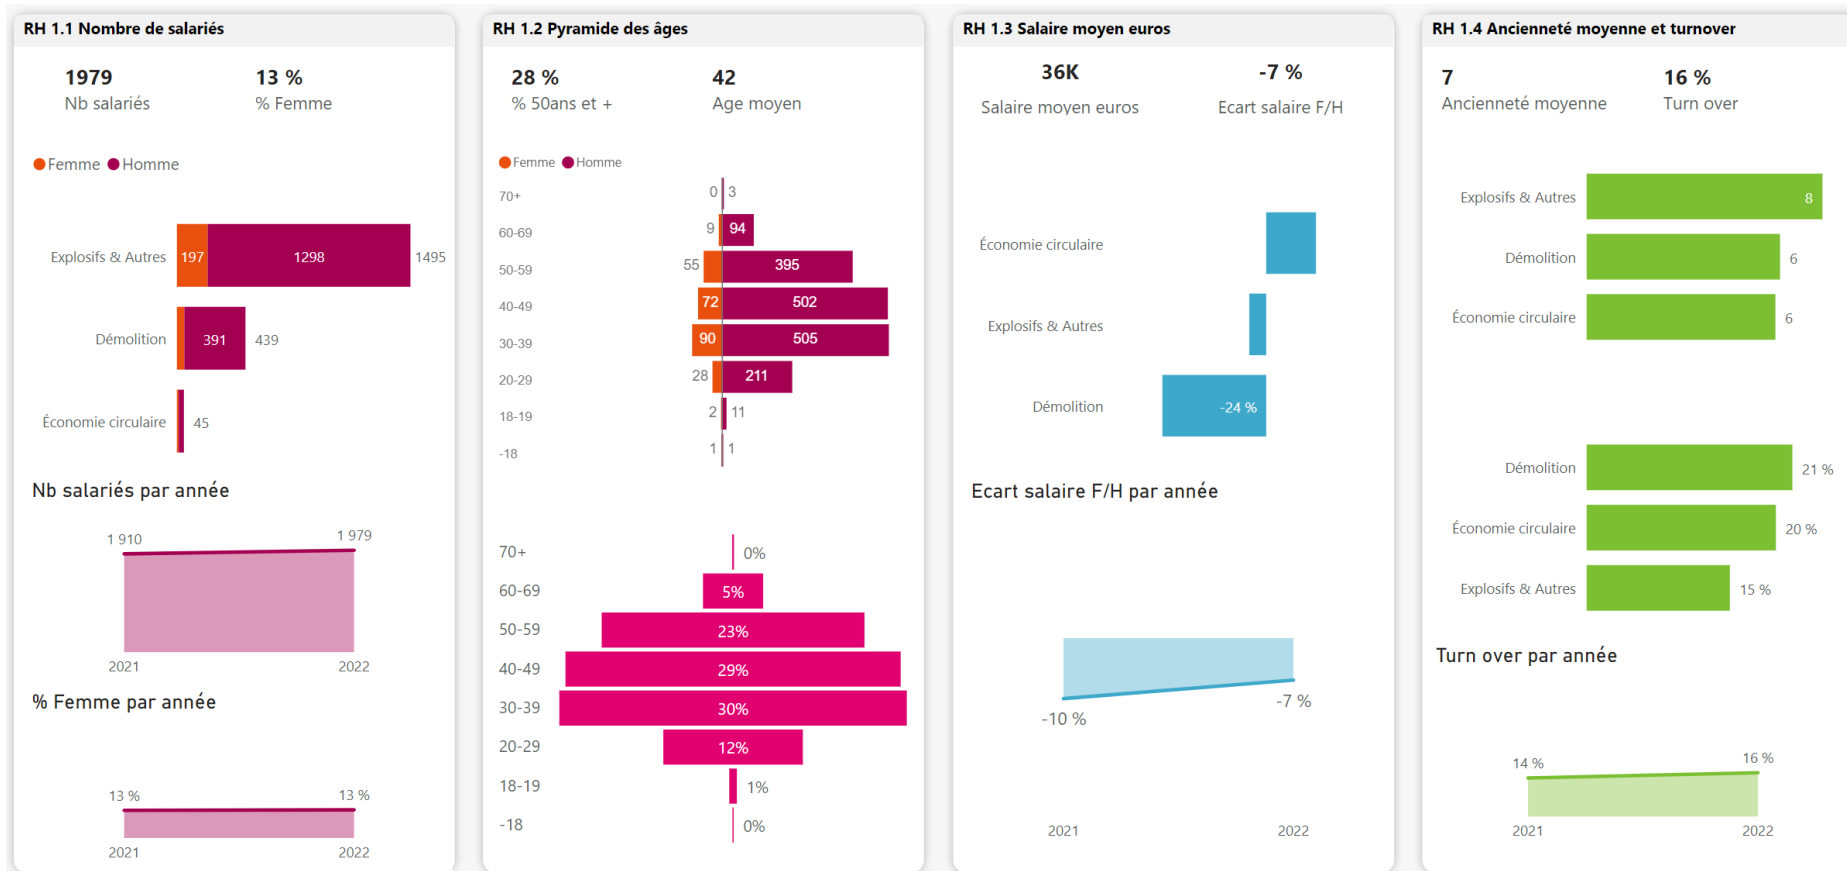 RH 1.1 Nombre de salariés
1979
13 %
Nb salariés
% Femme
Femme
Homme
Explosifs & Autres
197
1298
1495
Démolition
391
439
Économie circulaire
45
Nb salariés par année
1 910
1 979
2021
2022
% Femme par année
13 %
13 %
2021
2022
RH 1.2 Pyramide des âges
28 %
42
% 50ans et +
Age moyen
Femme
Homme
70+
0
3
60-69
9
94
50-59
55
395
40-49
72
502
30-39
90
505
20-29
28
211
18-19
2
11
-18
1
1
70+
0%
60-69
5%
50-59
23%
40-49
29%
30-39
30%
20-29
12%
18-19
1%
-18
0%
RH 1.3 Salaire moyen euros
36K
-7 %
Salaire moyen euros
Ecart salaire F/H
Économie circulaire
Explosifs & Autres
Démolition
-24 %
Ecart salaire F/H par année
-10 %
-7 %
2021
2022
RH 1.4 Ancienneté moyenne et turnover
7
16 %
Ancienneté moyenne
Turn over
Explosifs & Autres
8
Démolition
6
Économie circulaire
6
Démolition
21 %
Économie circulaire
20 %
Explosifs & Autres
15 %
Turn over par année
14 %
16 %
2021
2022